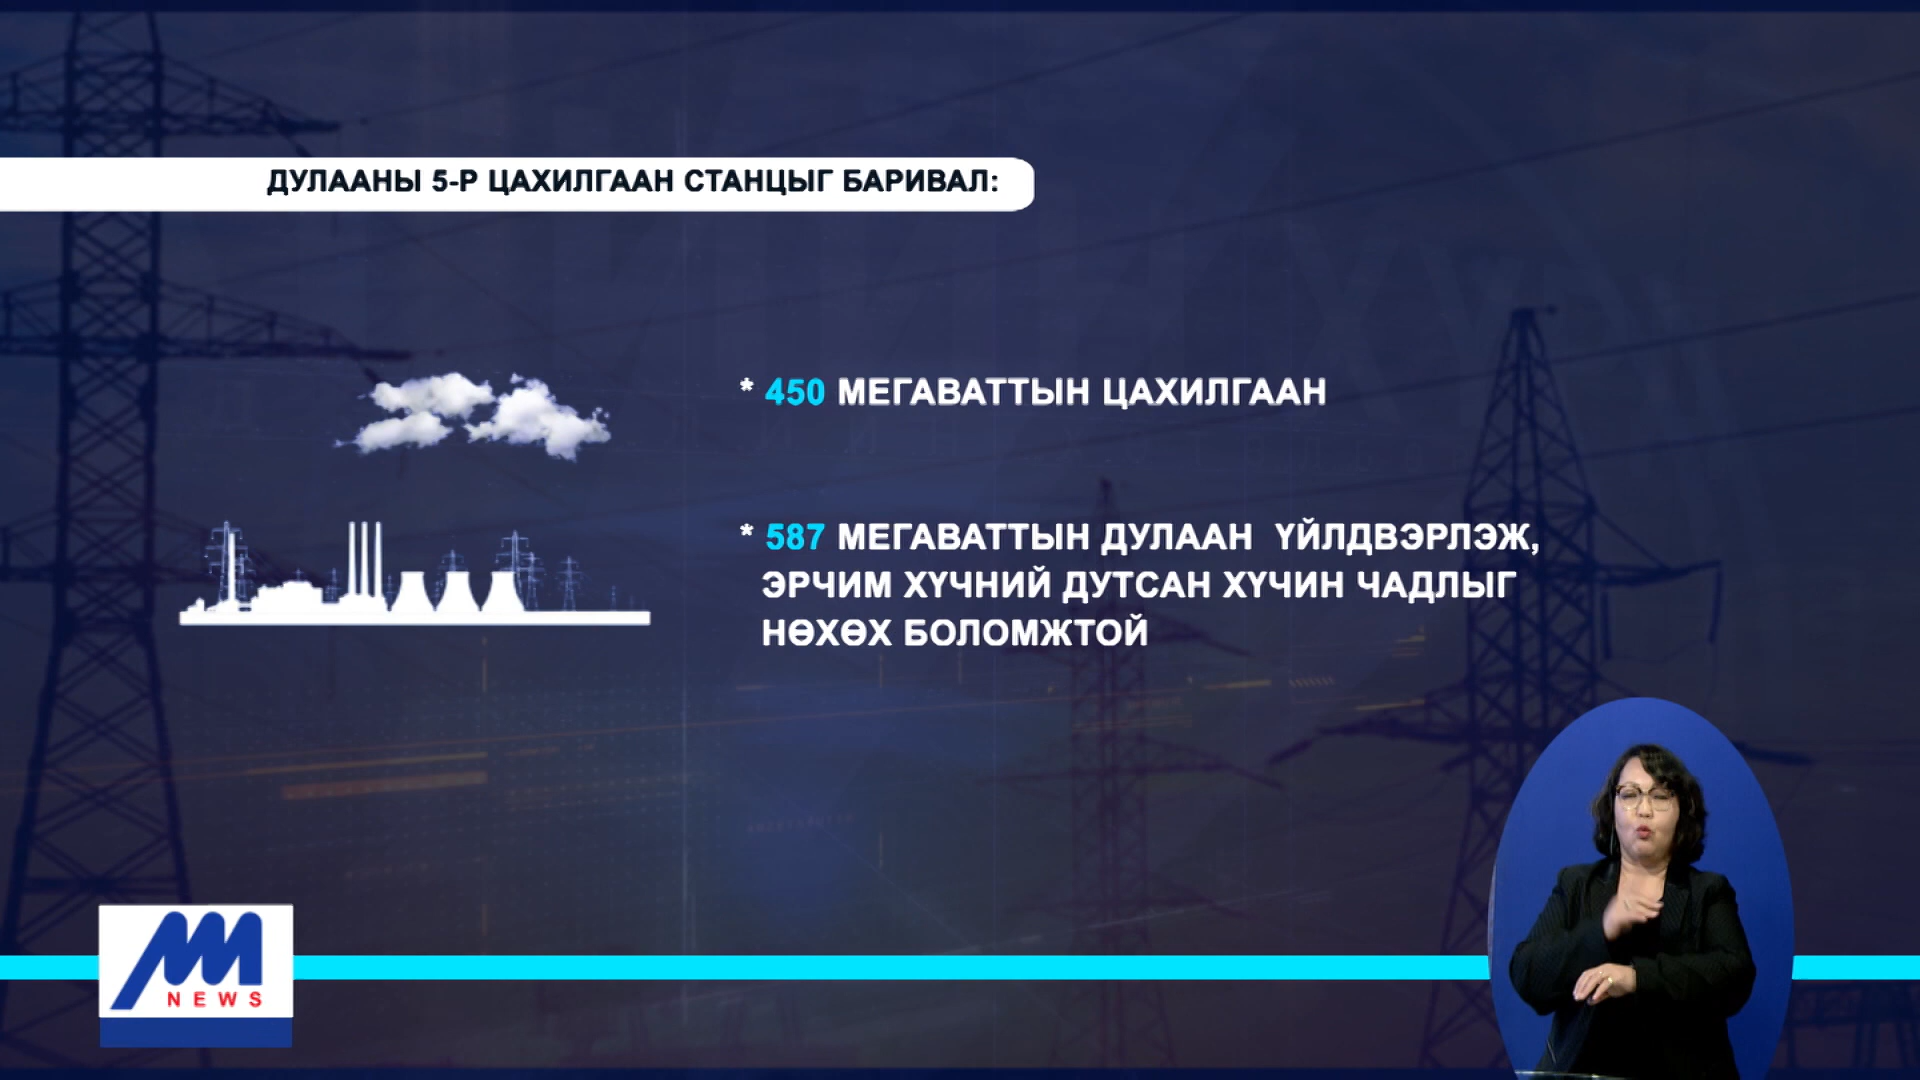 ДУЛААНЫ 5-Р ЦАХИЛГААН СТАНЦЫГ БАРИВАЛ:
* 450 МЕГАВАТТЫН ЦАХИЛГААН
* 587 МЕГАВАТТЫН ДУЛААН ҮЙЛДВЭРЛЭЖ,
ЭРЧИМ ХҮЧНИЙ ДУТСАН ХҮЧИН ЧАДЛЫГ
НӨХӨХ БОЛОМЖТОЙ
NEWS